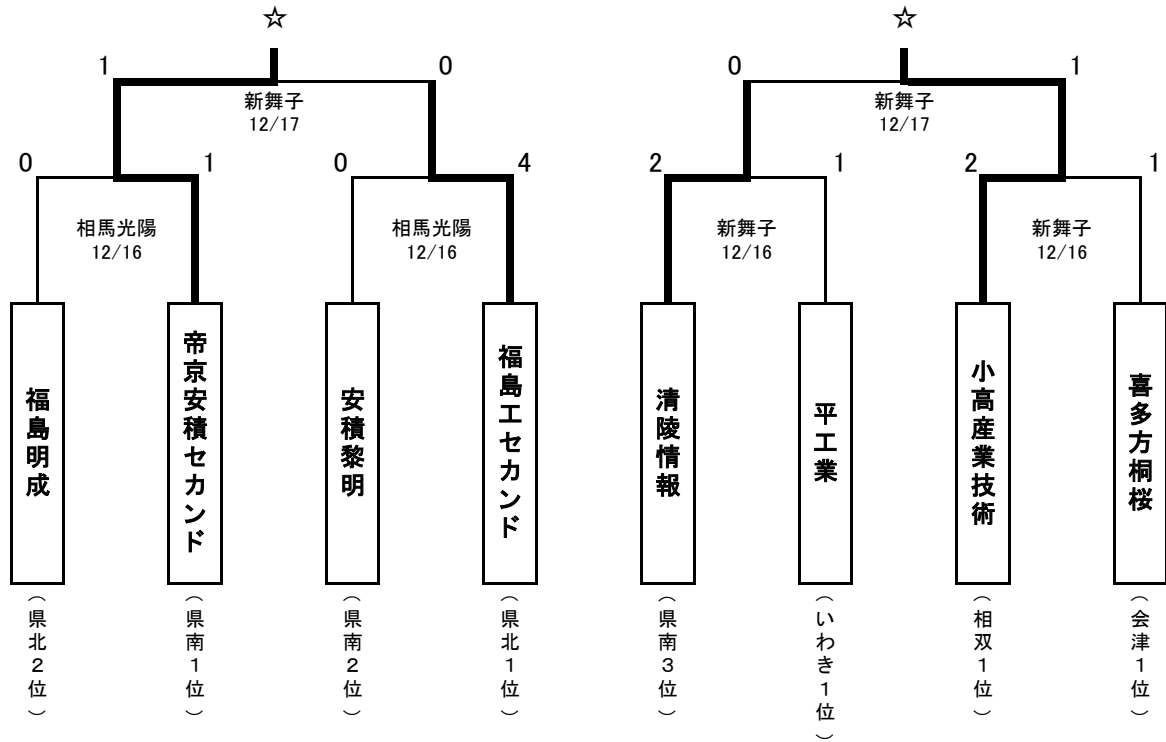 ☆
☆
1
0
0
1
新舞子
12/17
新舞子
12/17
0
1
0
4
2
1
2
1
相馬光陽
12/16
相馬光陽
12/16
新舞子
12/16
新舞子
12/16
福島明成
帝京安積セカンド
安積黎明
福島工セカンド
清陵情報
平工業
小高産業技術
喜多方桐桜
（県北２位）
（県南１位）
（県南２位）
（県北１位）
（県南３位）
（いわき１位）
（相双１位）
（会津１位）